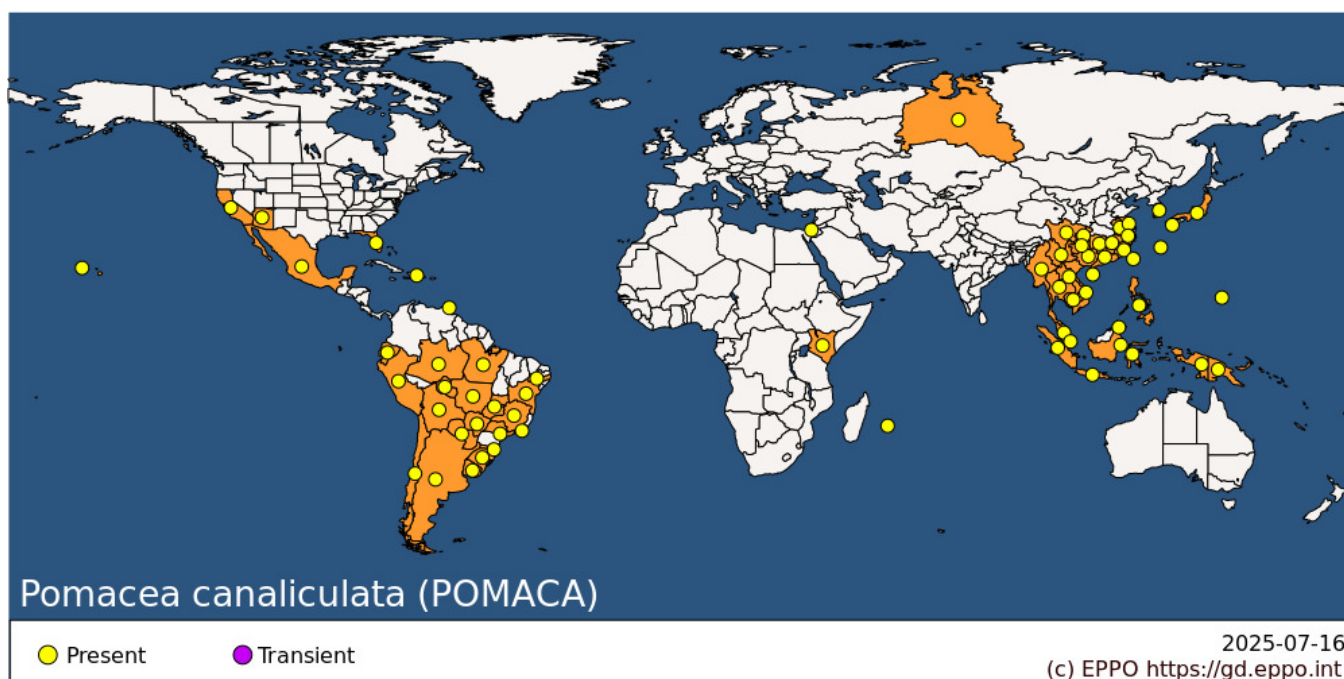 Pomacea canaliculata (POMACA)
Present
Transient
2025-07-16
(c) EPPO https://gd.eppo.int